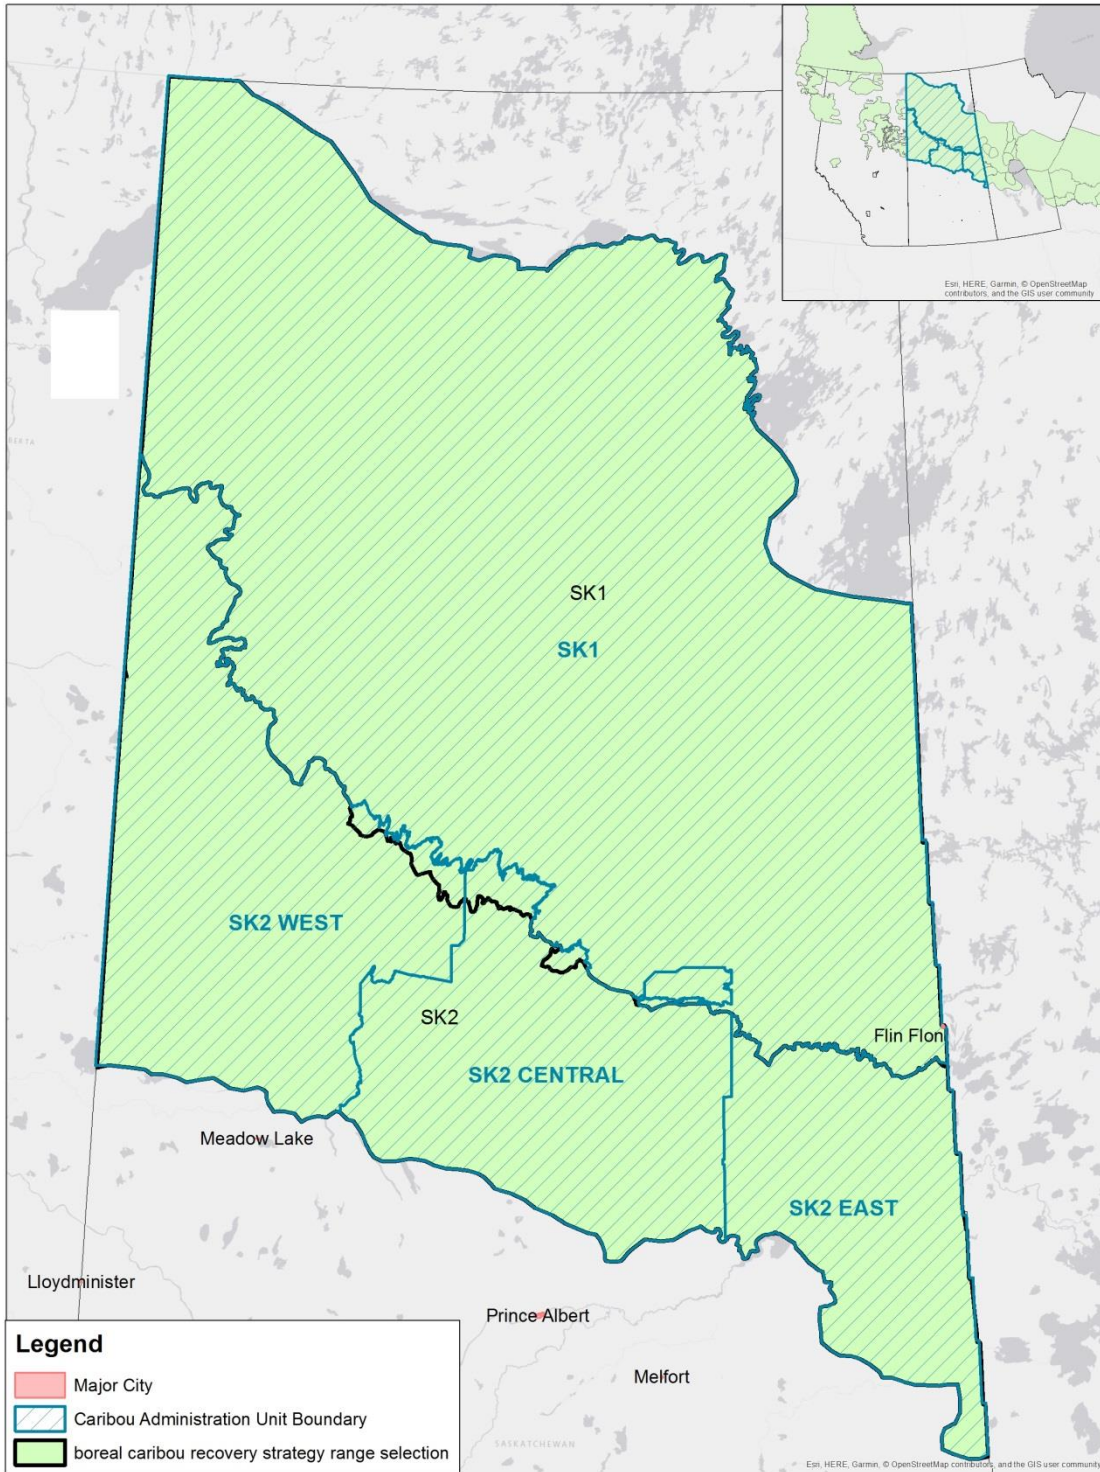 Esri, HERE, Garmin, © OpenStreetMap
contributors, and the GIS user community
SK1
SK1
SK2 WEST
SK2
Flin Flon
SK2 CENTRAL
Meadow Lake
SK2 EAST
Lloydminister
Prince Albert
Melfort
Legend
Major City
Caribou Administration Unit Boundary
boreal caribou recovery strategy range selection
SASKATCHEWAN
Esri, HERE, Garmin, © OpenStreetMap contributors, and the GIS user community